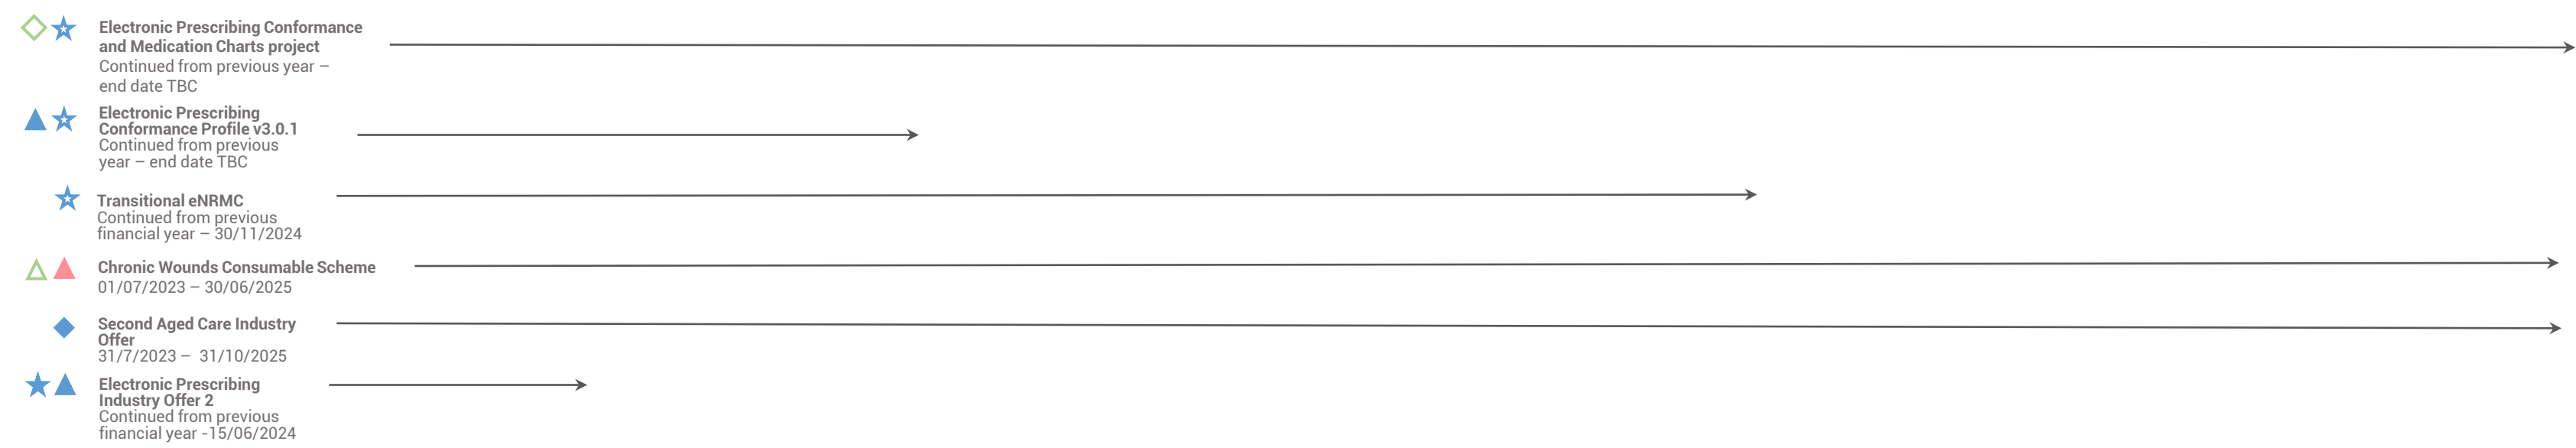 Electronic Prescribing Conformance
and Medication Charts project
Continued from previous year –
end date TBC
Electronic Prescribing
Conformance Profile v3.0.1
Continued from previous
year – end date TBC
Transitional eNRMC
Continued from previous
financial year – 30/11/2024
Chronic Wounds Consumable Scheme
01/07/2023 – 30/06/2025
Second Aged Care Industry
Offer
31/7/2023 – 31/10/2025
Electronic Prescribing
Industry Offer 2
Continued from previous
financial year -15/06/2024